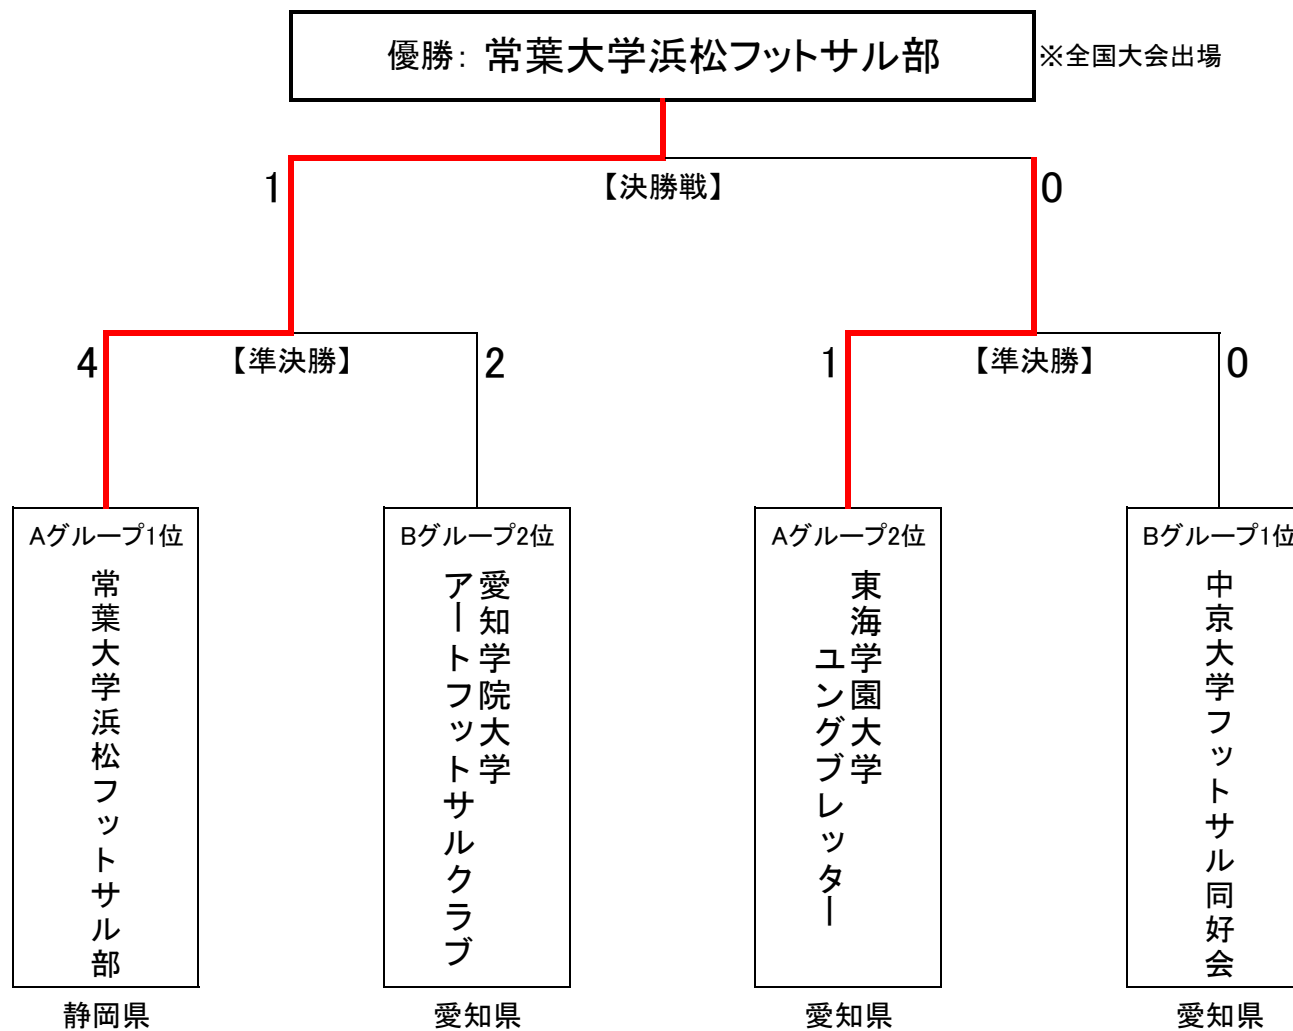 優勝: 常葉大学浜松フットサル部
※全国大会出場
1
【決勝戦】
0
4
【準決勝】
2
1
【準決勝】
0
Aグループ1位
常葉大学浜松フットサル部
静岡県
Bグループ2位
愛知学院大学
アートフットサルクラブ
愛知県
Aグループ2位
東海学園大学
ユングブレッター
愛知県
Bグループ1位
中京大学フットサル同好会
愛知県